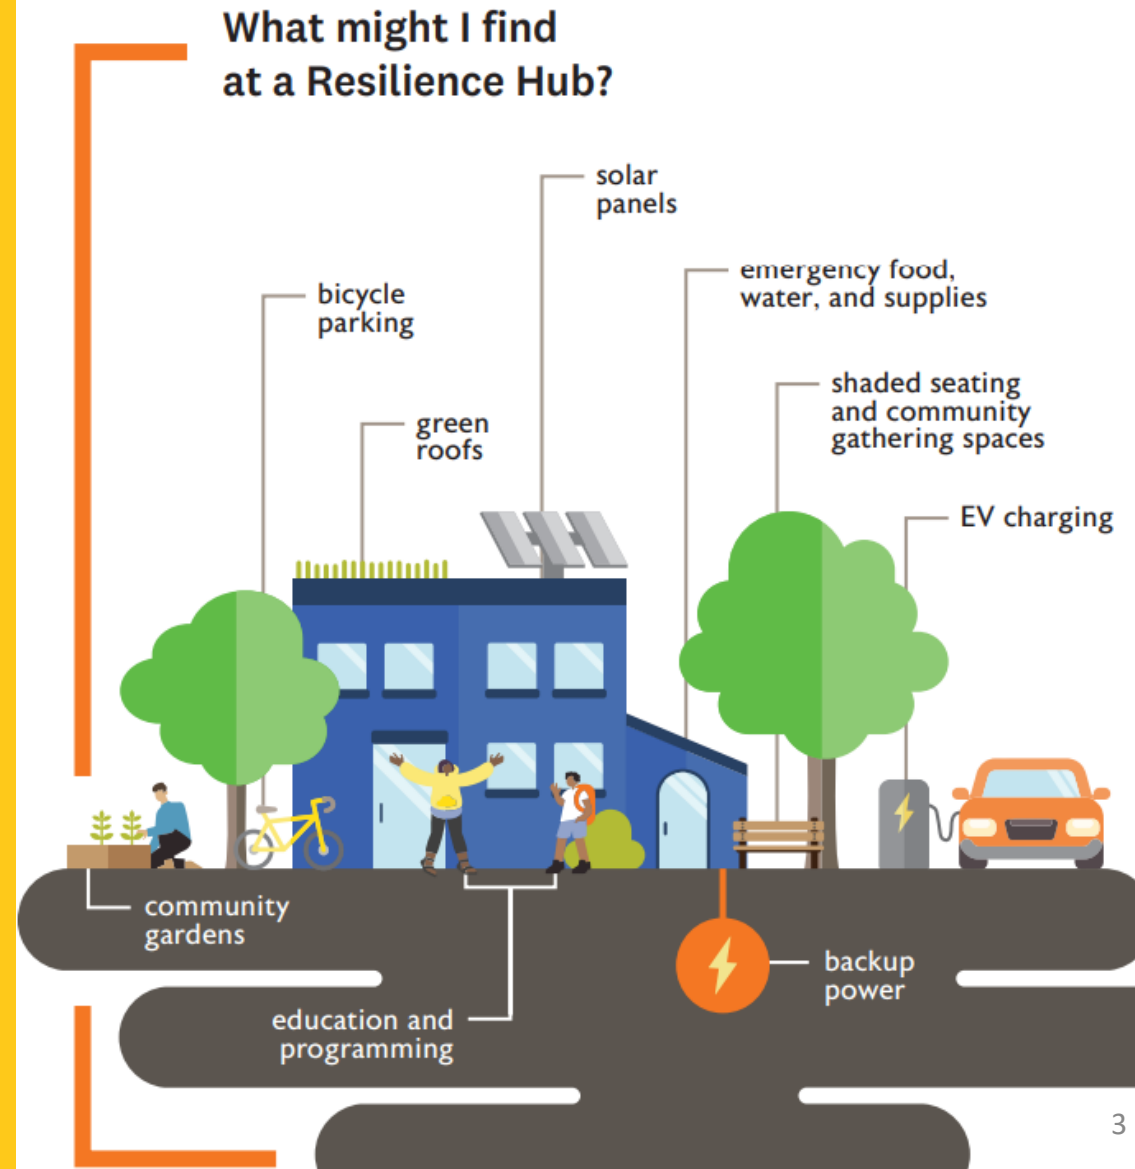 What might I find
at a Resilience Hub?
solar
panels
emergency food,
water, and supplies
bicycle
parking
shaded seating
and community
gathering spaces
green
roofs
EV charging
community
gardens
backup
power
education and
programming
3